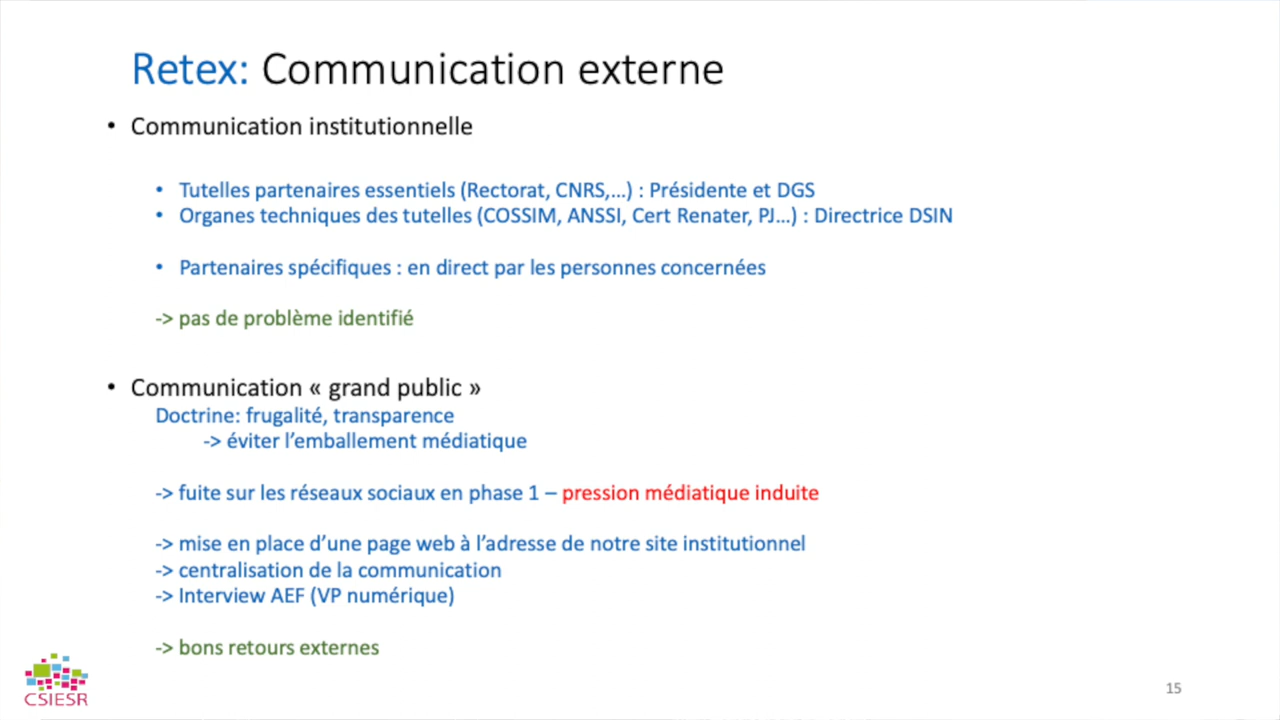 Retex: Communication externe
• Communication institutionnelle
• Tutelles partenaires essentiels (Rectorat, CNRS,...) : Présidente et DGS
• Organes techniques des tutelles (COSSIM, ANSSI, Cert Renater, PJ...) : Directrice DSIN
• Partenaires spécifiques : en direct par les personnes concernées
-> pas de problème identifié
• Communication « grand public »
Doctrine: frugalité, transparence
-> éviter l’emballement médiatique
-> fuite sur les réseaux sociaux en phase 1 – pression médiatique induite
-> mise en place d’une page web à l’adresse de notre site institutionnel
-> centralisation de la communication
-> Interview AEF (VP numérique)
-> bons retours externes
CSIESR
15